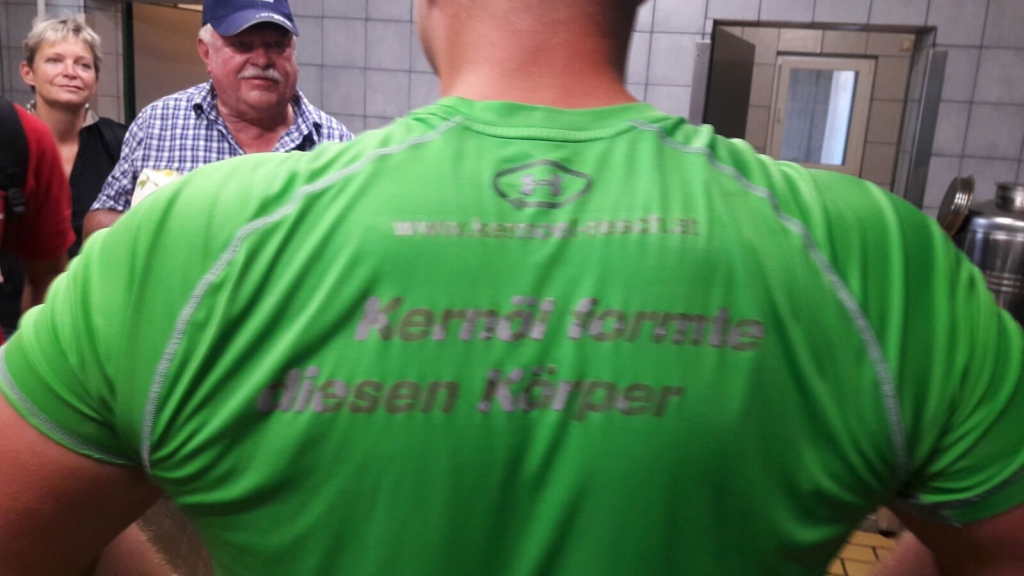 Kernöl formte
diesen Körper